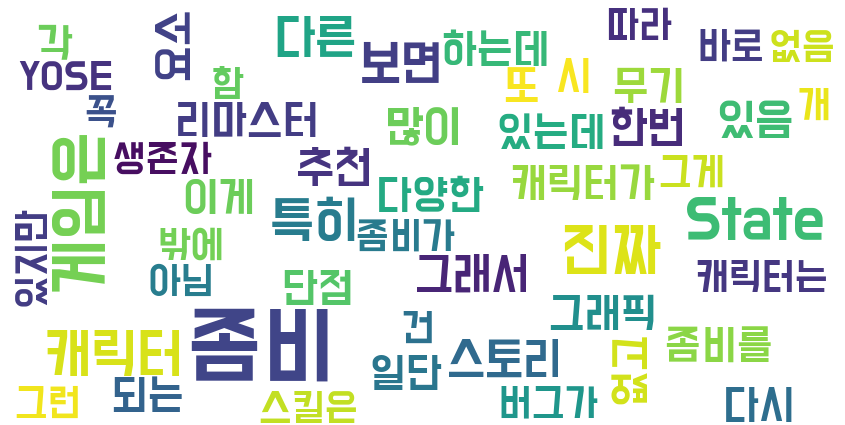 각
서
여
다른
보면
하는데
따라
바로
없음
YOSE
함
꼭
리마스터
많이
또
시
무기
있는데
한번
있음
개
게임은
생존자
추천
이게
다양한
캐릭터가
그게
특히
좀비가
진짜
State
있지만
밖에
아님
단점
그래서
그래픽
캐릭터는
캐릭터
좀비
건
일단
스토리
좀비를
그런
되는
스킬은
버그가
다시